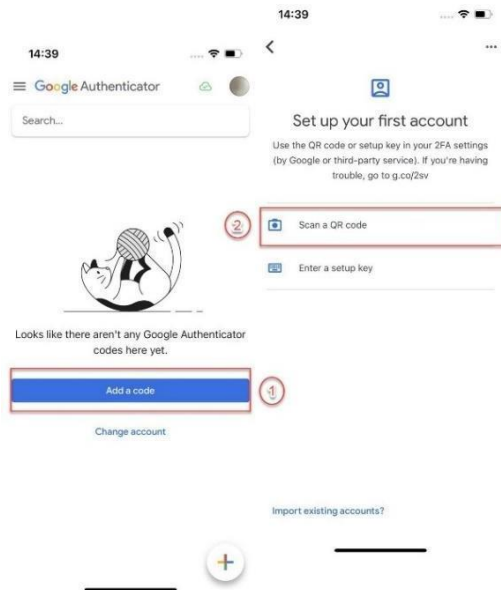 14:39
Google Authenticator
Search...
Looks like there aren't any Google Authenticator
codes here yet.
Add a code
1
Change account
14:39
Set up your first account
Use the QR code or setup key in your 2FA settings
(by Google or third-party service). If you're having
trouble, go to g.co/2sv
2
Scan a QR code
Enter a setup key
Import existing accounts?